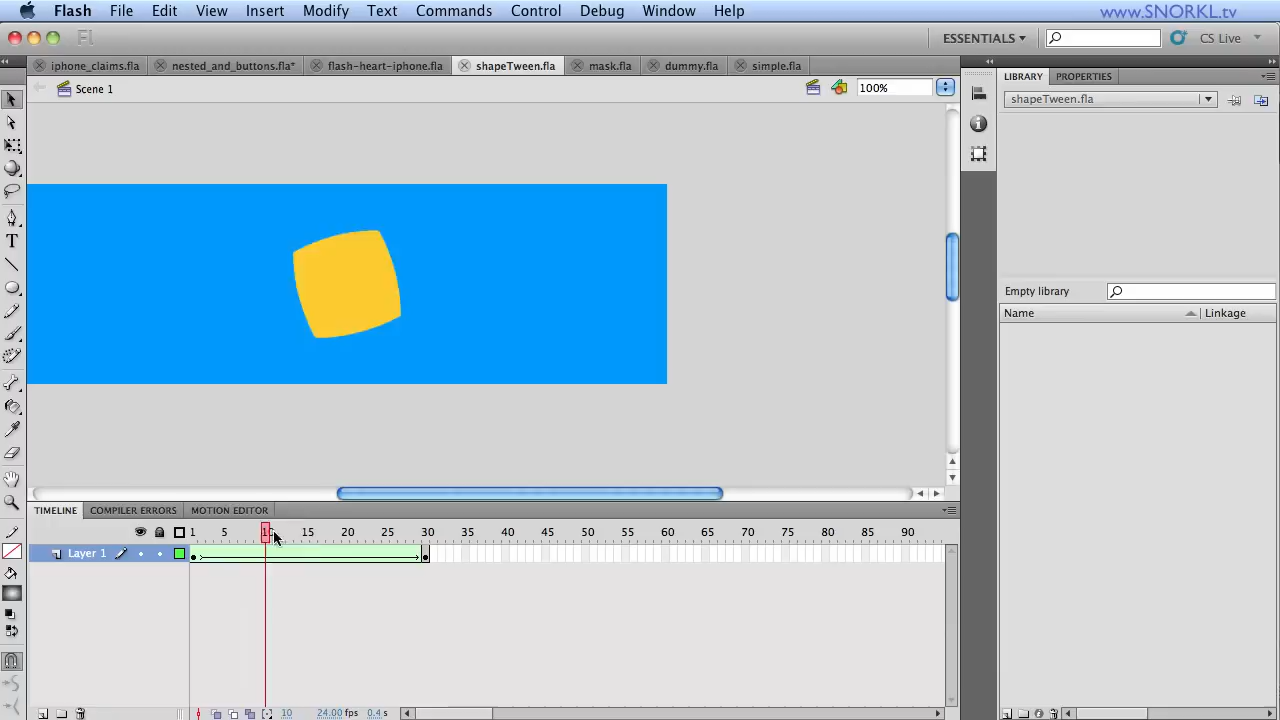 Flash File Edit View Insert Modify Text Commands Control Debug Window Help www.SNORKL.tv
Fl ESSENTIALS CS Live
iphone_claims.fla nested_and_buttons.fla* flash-heart-iphone.fla shapeTween.fla mask.fla dummy.fla simple.fla
Scene 1 100%
LIBRARY PROPERTIES
shapeTween.fla
Empty library
Name Linkage
TIMELINE COMPILER ERRORS MOTION EDITOR
1 5 10 15 20 25 30 35 40 45 50 55 60 65 70 75 80 85 90
Layer 1
10 24.00 fps 0.4 s